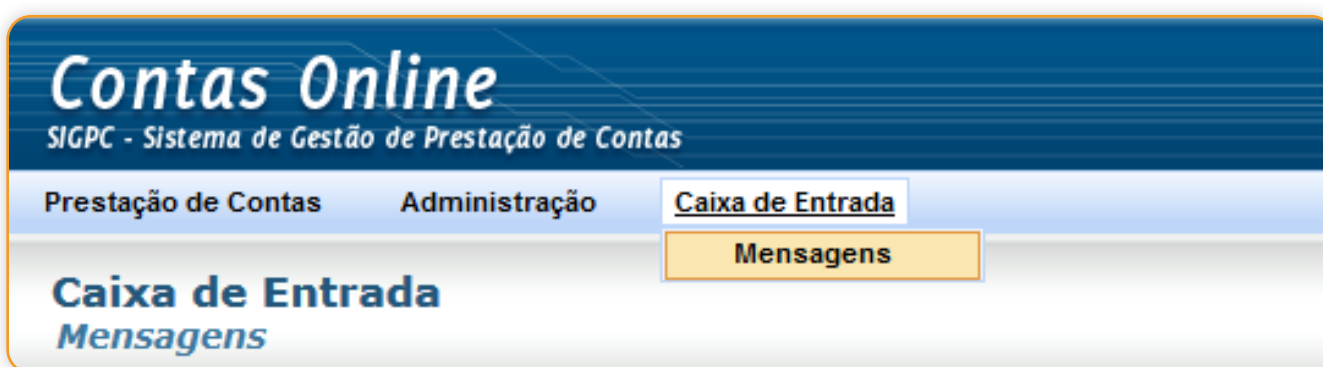 Contas Online
SIGPC - Sistema de Gestão de Prestação de Contas
Prestação de Contas Administração Caixa de Entrada
Mensagens
Caixa de Entrada
Mensagens